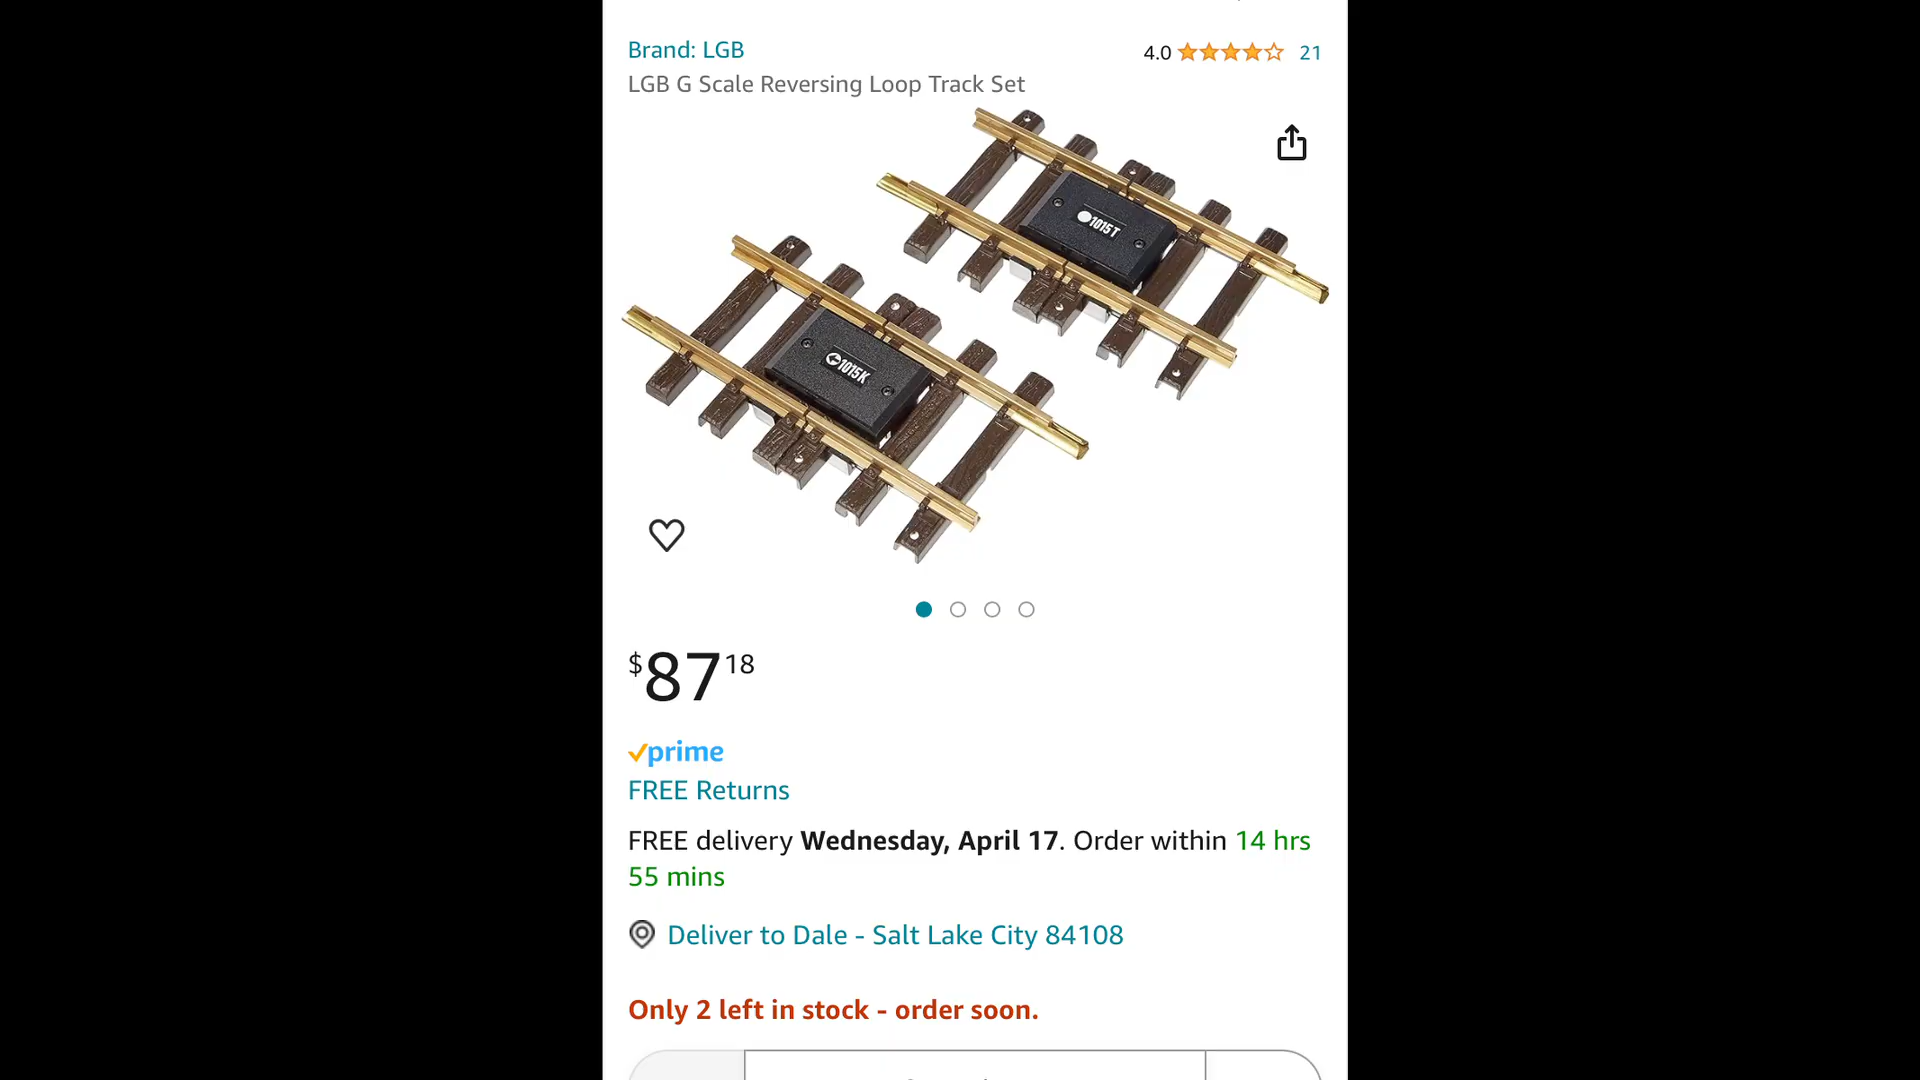 Brand: LGB
4.0 21
LGB G Scale Reversing Loop Track Set
1015T
1015K
$8718
prime
FREE Returns
FREE delivery Wednesday, April 17. Order within 14 hrs
55 mins
Deliver to Dale - Salt Lake City 84108
Only 2 left in stock - order soon.